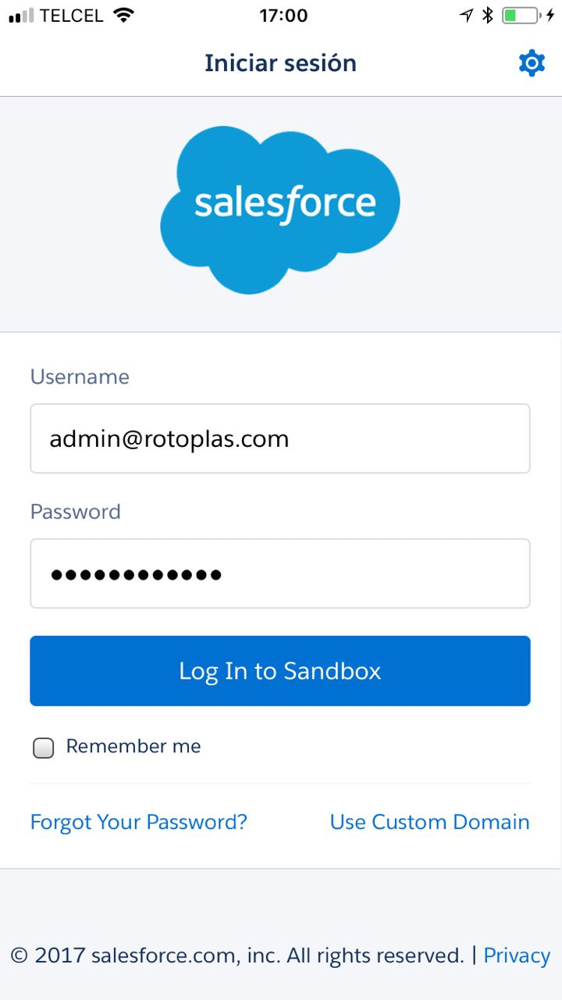 TELCEL 17:00
Iniciar sesión
salesforce
Username
admin@rotoplas.com
Password
••••••••••••
Log In to Sandbox
Remember me
Forgot Your Password? Use Custom Domain
© 2017 salesforce.com, inc. All rights reserved. | Privacy